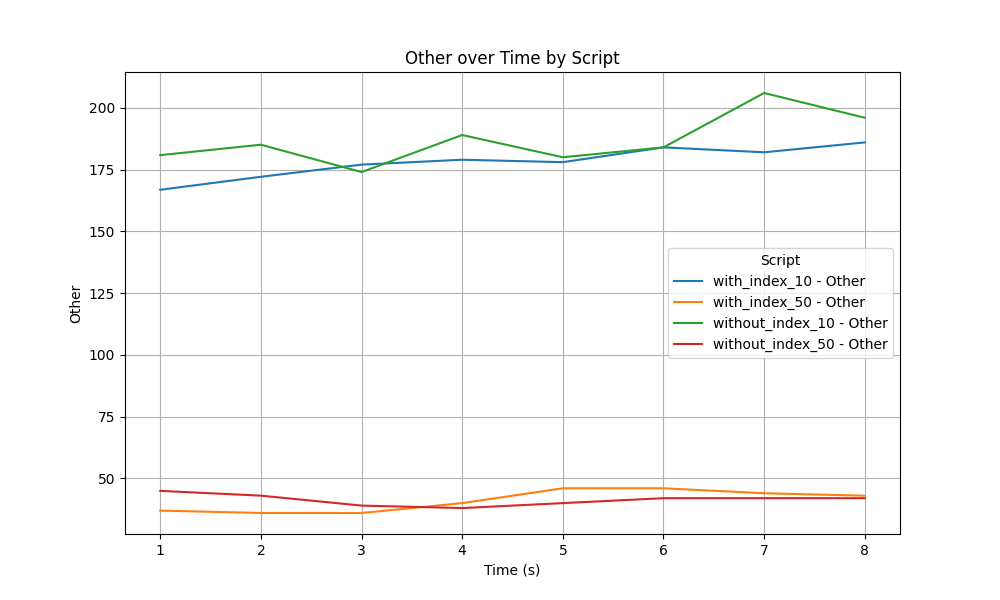 Other over Time by Script
Other
200
175
150
125
100
75
50
Script
with_index_10 - Other
with_index_50 - Other
without_index_10 - Other
without_index_50 - Other
1 2 3 4 5 6 7 8
Time (s)